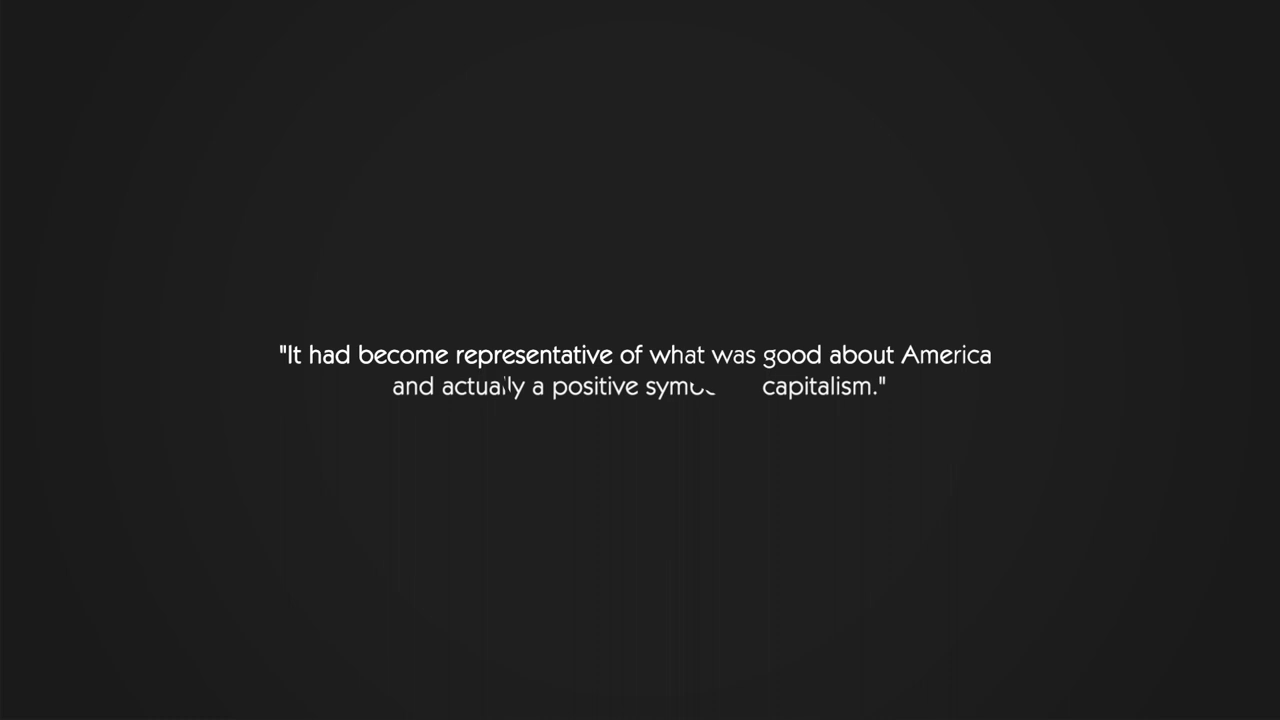 "It had become representative of what was good about America
and actually a positive capitalism."